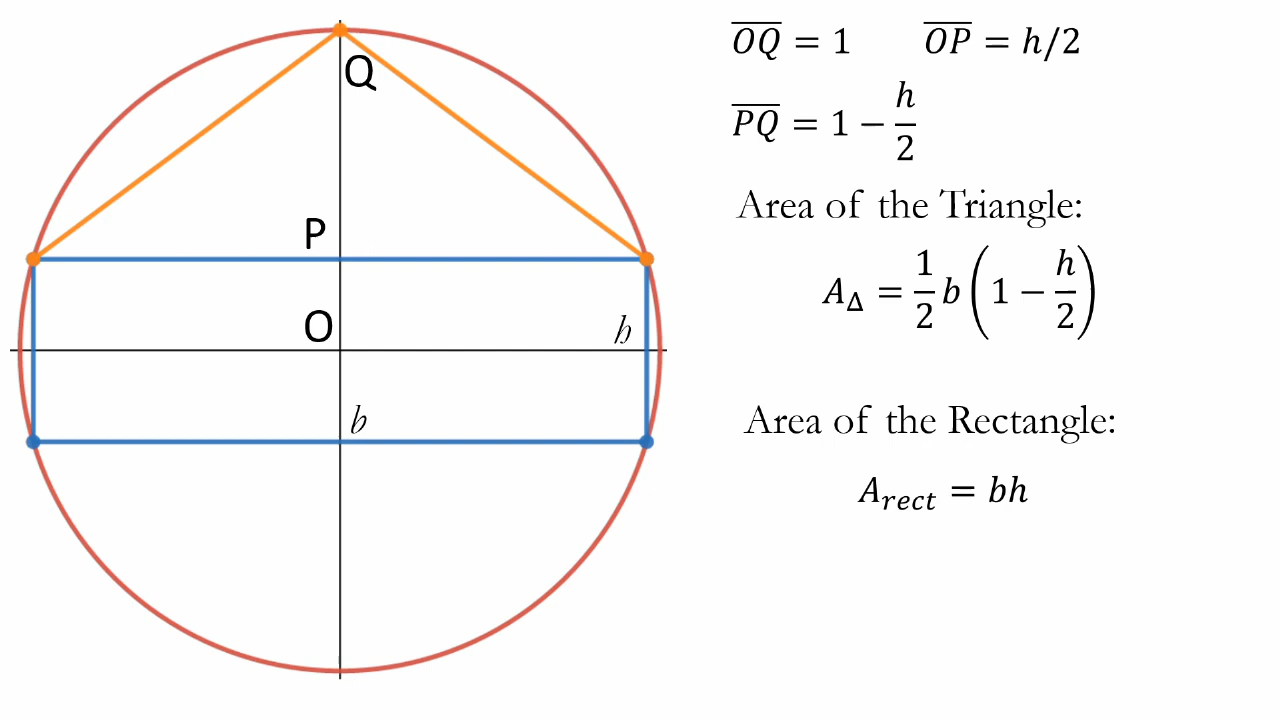 Q
P
O
h
b
OQ = 1    OP = h/2
PQ = 1 − h/2
Area of the Triangle:
A_Δ = 1/2 b (1 − h/2)
Area of the Rectangle:
A_rect = bh